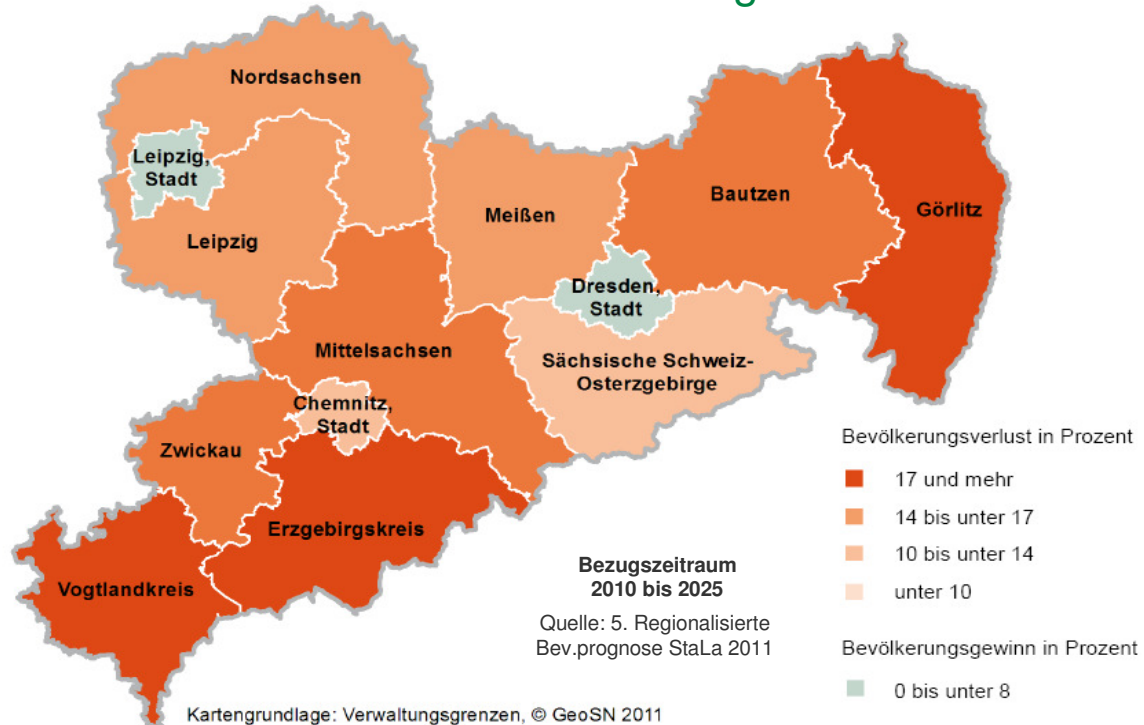 Nordsachsen
Leipzig,
Stadt
Leipzig
Meißen
Bautzen
Görlitz
Dresden,
Stadt
Mittelsachsen
Sächsische Schweiz-
Osterzgebirge
Chemnitz,
Stadt
Zwickau
Erzgebirgskreis
Vogtlandkreis
Bezugszeitraum
2010 bis 2025
Quelle: 5. Regionalisierte
Bev.prognose StaLa 2011
Bevölkerungsverlust in Prozent
17 und mehr
14 bis unter 17
10 bis unter 14
unter 10
Bevölkerungsgewinn in Prozent
0 bis unter 8
Kartengrundlage: Verwaltungsgrenzen, © GeoSN 2011